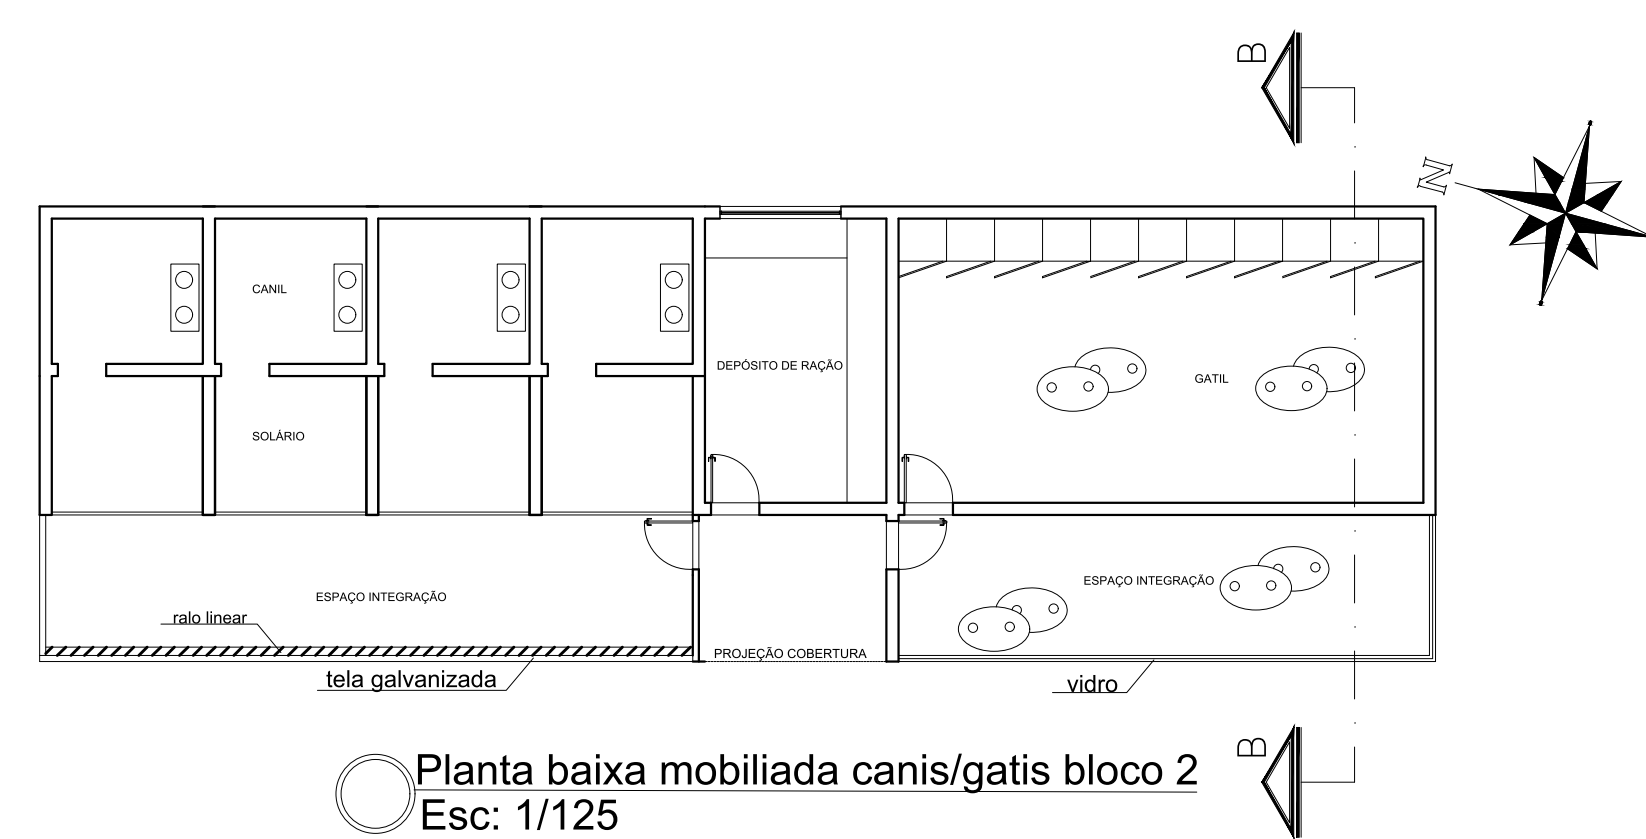 B
N
CANIL
DEPÓSITO DE RAÇÃO
GATIL
SOLÁRIO
ESPAÇO INTEGRAÇÃO
ESPAÇO INTEGRAÇÃO
ralo linear
PROJEÇÃO COBERTURA
tela galvanizada
vidro
B
Planta baixa mobiliada canis/gatis bloco 2
Esc: 1/125